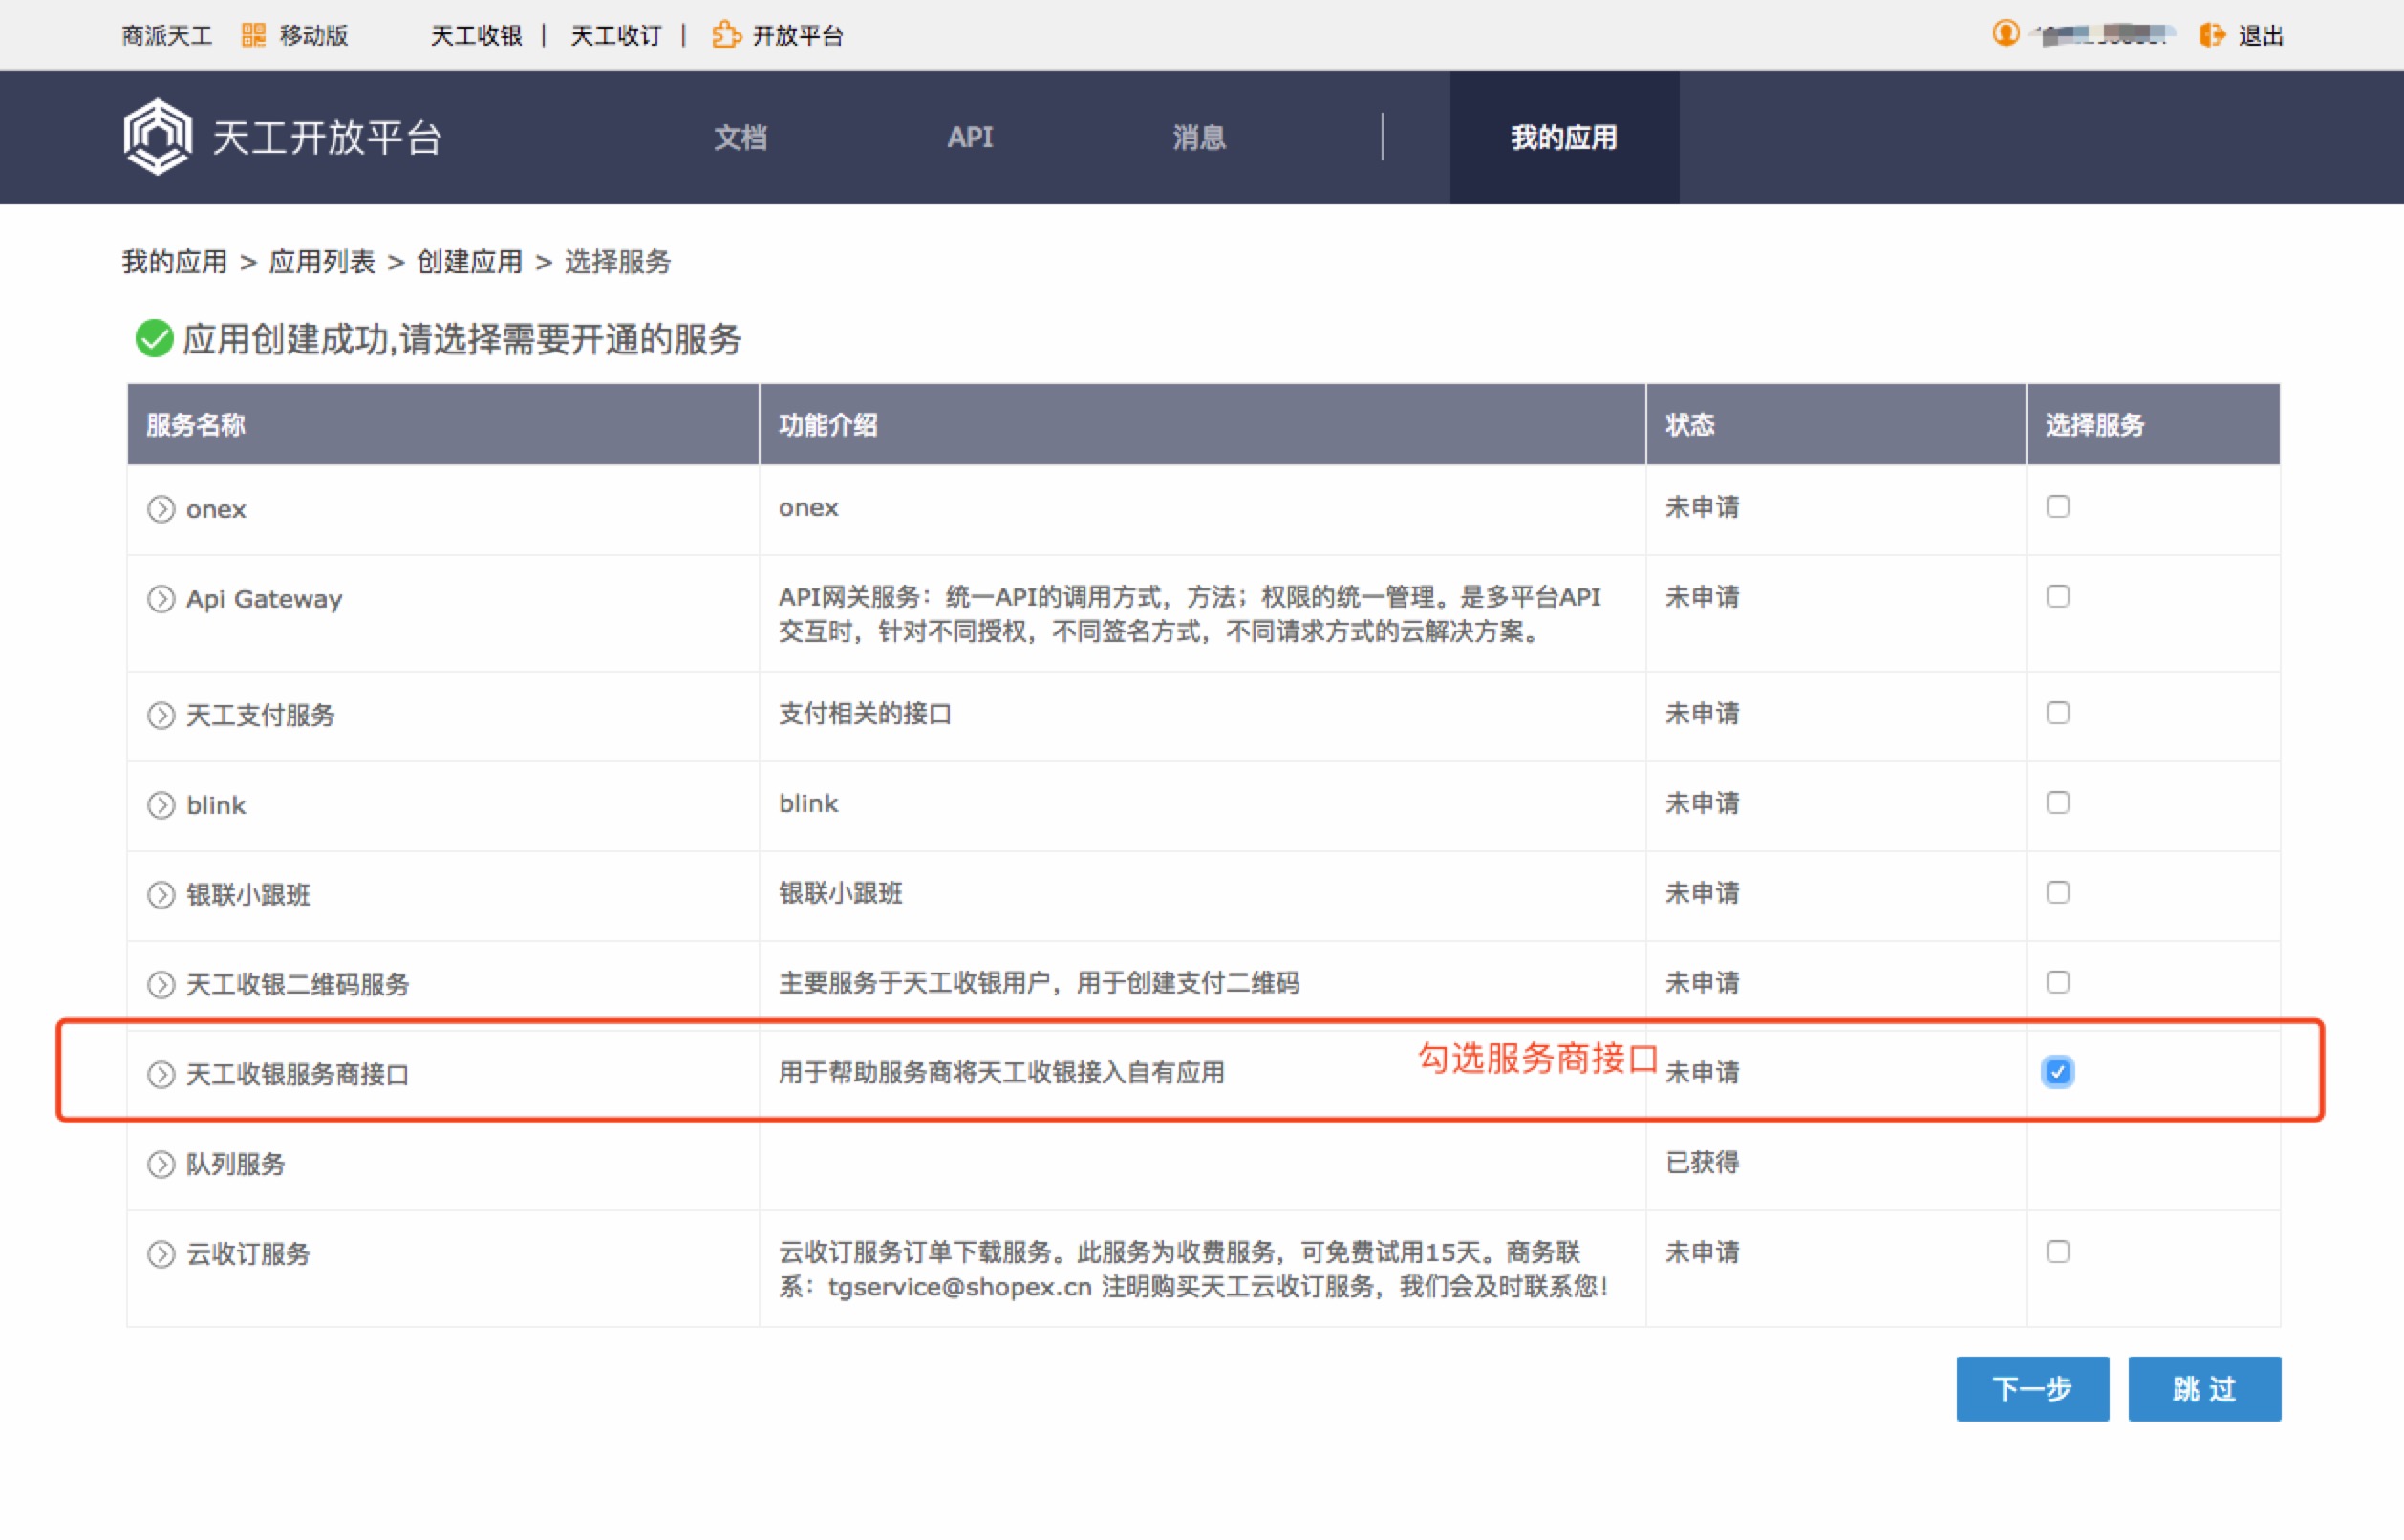 商派天工 移动版 天工收银 | 天工收订 | 开放平台 退出
天工开放平台 文档 API 消息 我的应用
我的应用 > 应用列表 > 创建应用 > 选择服务
应用创建成功,请选择需要开通的服务
服务名称 功能介绍 状态 选择服务
onex onex 未申请
Api Gateway API网关服务：统一API的调用方式，方法；权限的统一管理。是多平台API 未申请
交互时，针对不同授权，不同签名方式，不同请求方式的云解决方案。
天工支付服务 支付相关的接口 未申请
blink blink 未申请
银联小跟班 银联小跟班 未申请
天工收银二维码服务 主要服务于天工收银用户，用于创建支付二维码 未申请
天工收银服务商接口 用于帮助服务商将天工收银接入自有应用 勾选服务商接口 未申请
队列服务 已获得
云收订服务 云收订服务订单下载服务。此服务为收费服务，可免费试用15天。商务联 未申请
系：tgservice@shopex.cn 注明购买天工云收订服务，我们会及时联系您！
下一步 跳 过